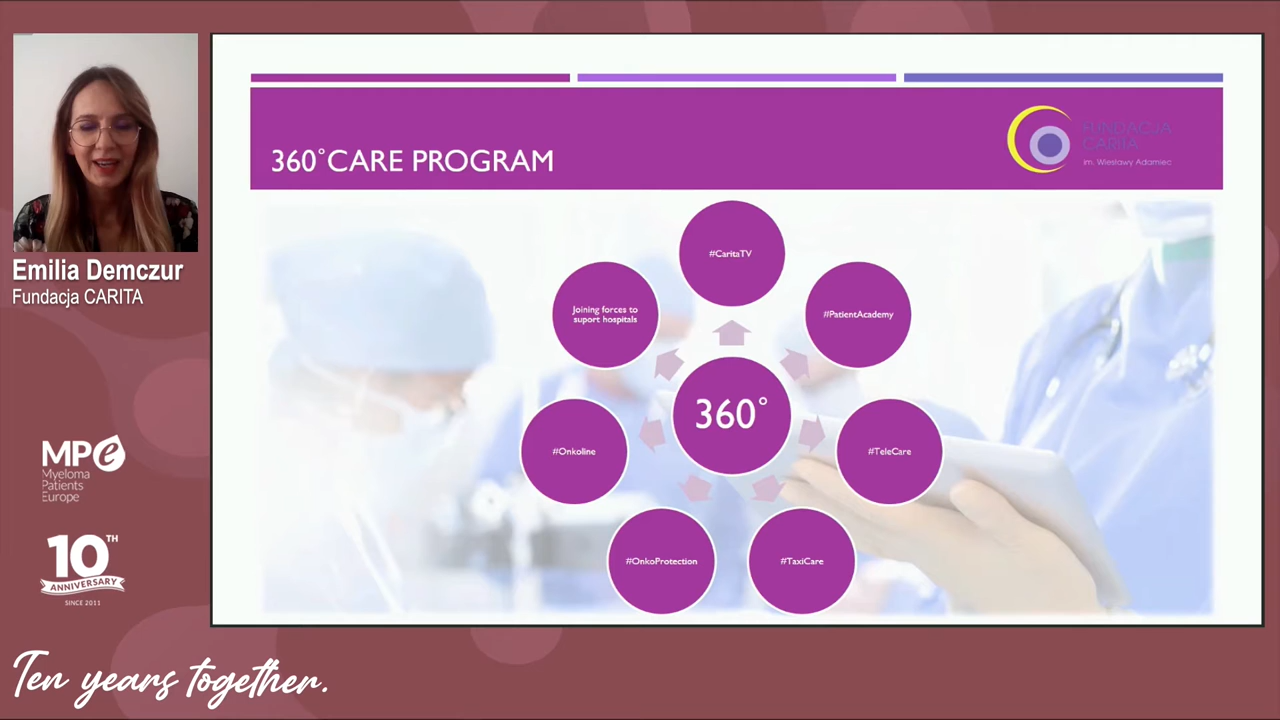 Emilia Demczur
Fundacja CARITA
MPe
Myeloma
Patients
Europe
10TH
ANNIVERSARY
SINCE 2011
Ten years together.
360°CARE PROGRAM
FUNDACJA
CARITA
im. Wiesławy Adamiec
#CaritaTV
#PatientAcademy
#TeleCare
#TaxiCare
#OnkoProtection
#Onkoline
Joining forces to
suport hospitals
360°